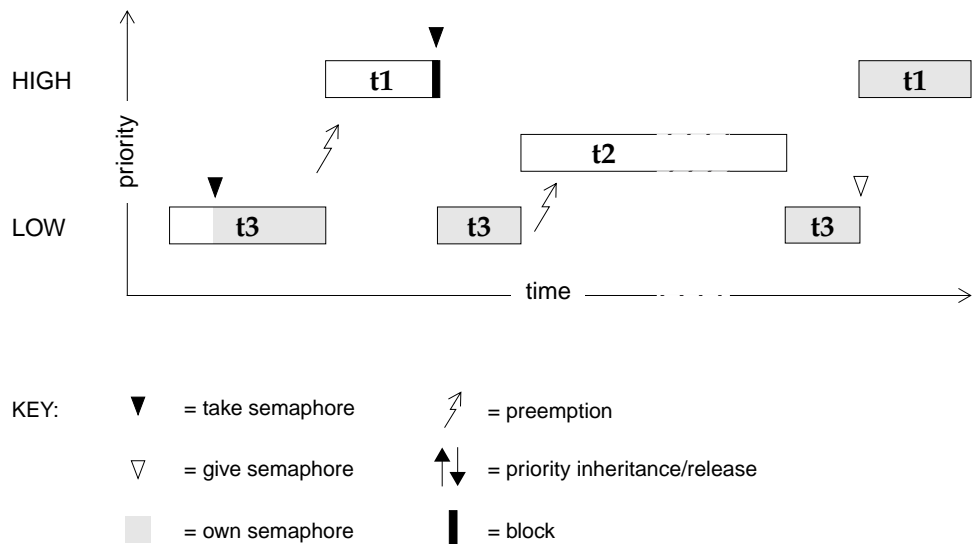 HIGH
t1
t1
priority
t2
LOW
t3
t3
t3
time
KEY:
= take semaphore
= preemption
= give semaphore
= priority inheritance/release
= own semaphore
= block